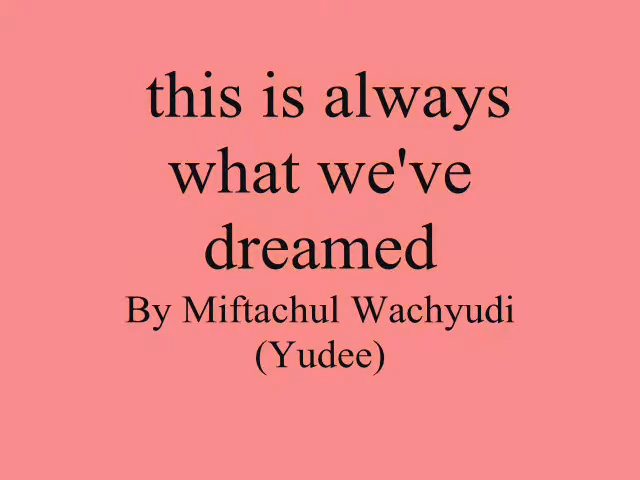 this is always
what we've
dreamed
By Miftachul Wachyudi
(Yudee)